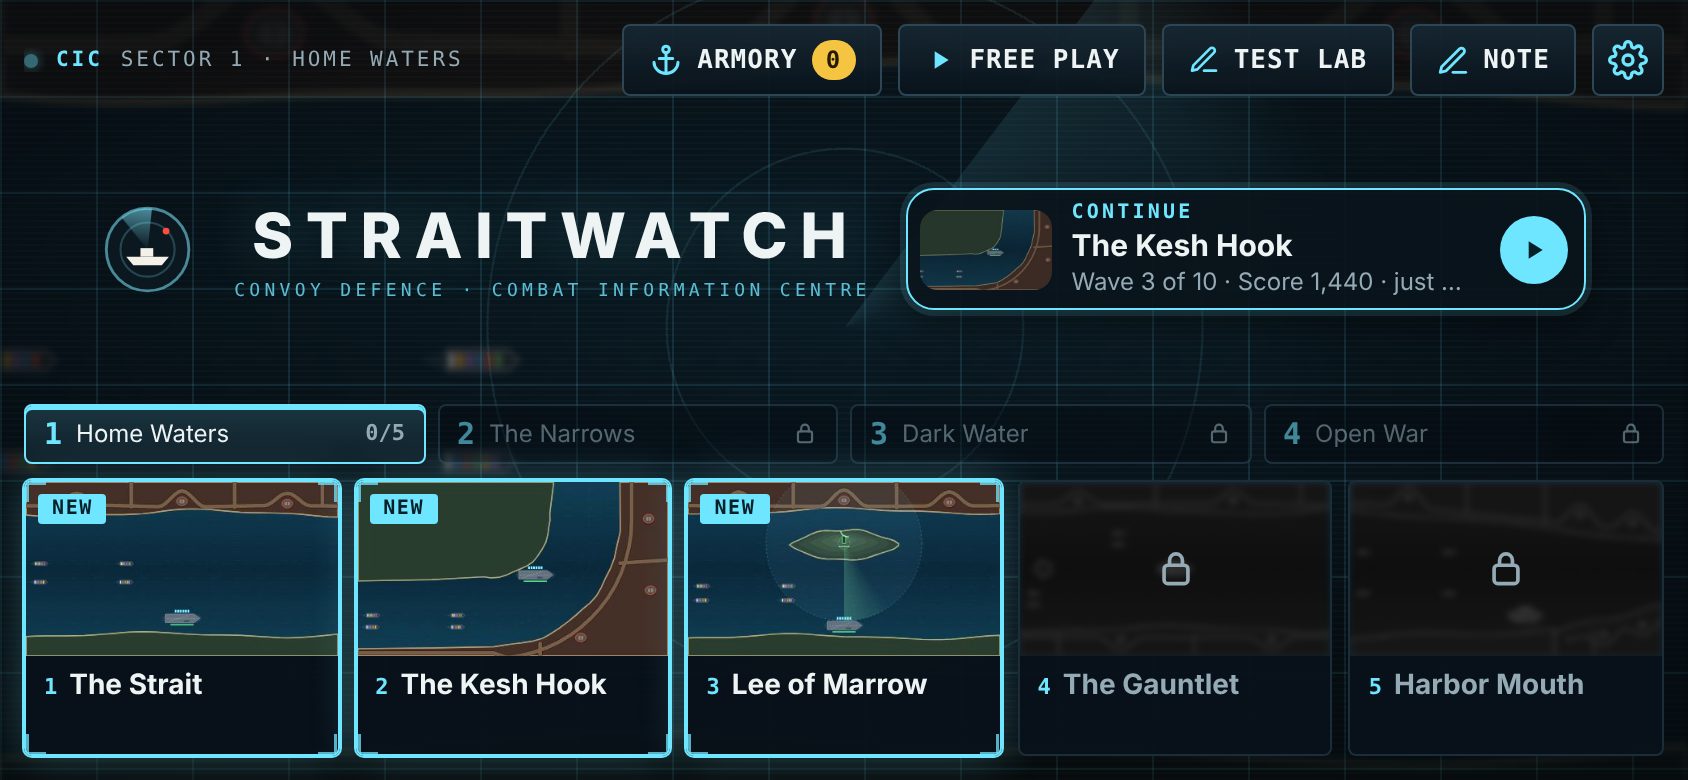 CIC SECTOR 1 · HOME WATERS
ARMORY 0
FREE PLAY
TEST LAB
NOTE
STRAITWATCH
CONVOY DEFENCE · COMBAT INFORMATION CENTRE
CONTINUE
The Kesh Hook
Wave 3 of 10 · Score 1,440 · just ...
1 Home Waters 0/5
2 The Narrows
3 Dark Water
4 Open War
NEW
1 The Strait
NEW
2 The Kesh Hook
NEW
3 Lee of Marrow
4 The Gauntlet
5 Harbor Mouth